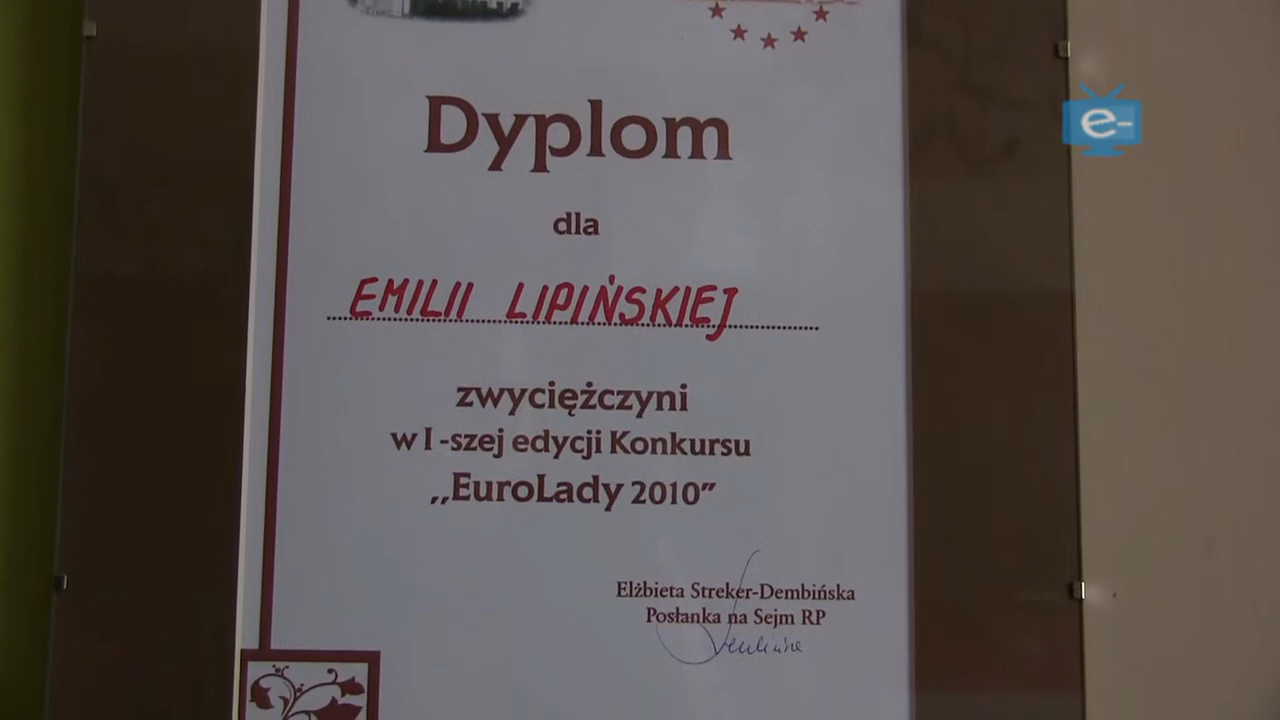 e-
Dyplom
dla
EMILII LIPIŃSKIEJ
zwyciężczyni
w I -szej edycji Konkursu
,,EuroLady 2010”
Elżbieta Streker-Dembińska
Posłanka na Sejm RP